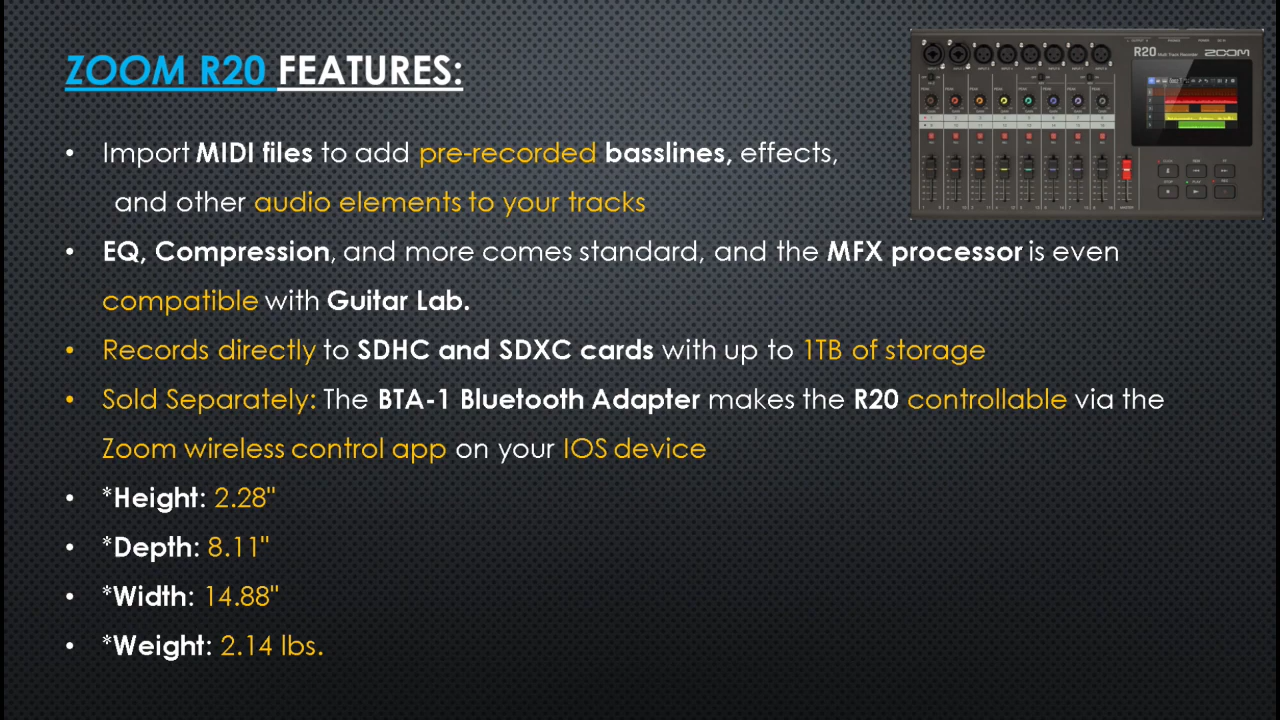 ZOOM R20 FEATURES:
• Import MIDI files to add pre-recorded basslines, effects,
and other audio elements to your tracks
• EQ, Compression, and more comes standard, and the MFX processor is even
compatible with Guitar Lab.
• Records directly to SDHC and SDXC cards with up to 1TB of storage
• Sold Separately: The BTA-1 Bluetooth Adapter makes the R20 controllable via the
Zoom wireless control app on your IOS device
• *Height: 2.28"
• *Depth: 8.11"
• *Width: 14.88"
• *Weight: 2.14 lbs.
R20 Multi Track Recorder ZOOM
MASTER